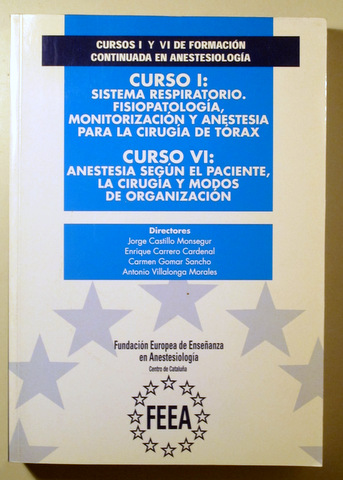 CURSOS I Y VI DE FORMACIÓN
CONTINUADA EN ANESTESIOLOGÍA
CURSO I:
SISTEMA RESPIRATORIO.
FISIOPATOLOGÍA,
MONITORIZACIÓN Y ANESTESIA
PARA LA CIRUGÍA DE TÓRAX
CURSO VI:
ANESTESIA SEGÚN EL PACIENTE,
LA CIRUGÍA Y MODOS
DE ORGANIZACIÓN
Directores
Jorge Castillo Monsegur
Enrique Carrero Cardenal
Carmen Gomar Sancho
Antonio Villalonga Morales
Fundación Europea de Enseñanza
en Anestesiología
Centro de Cataluña
FEEA